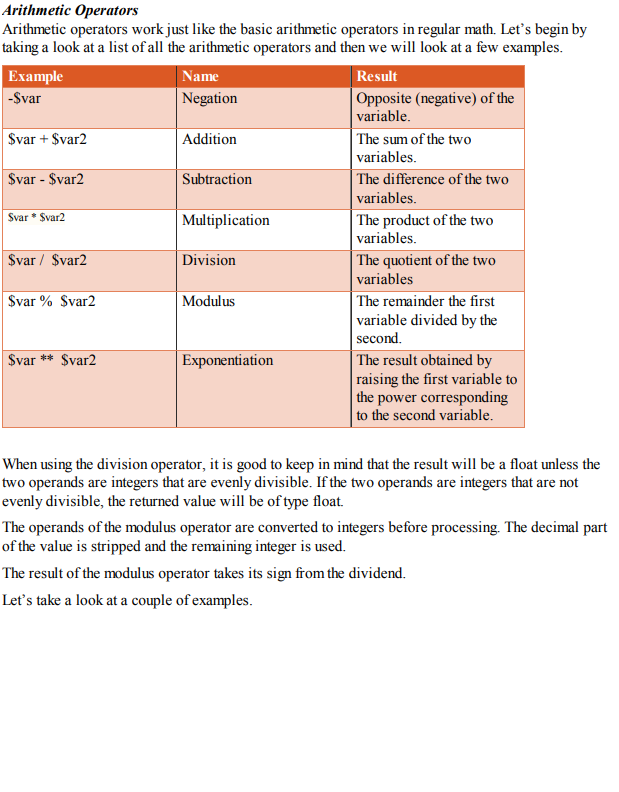 Arithmetic Operators
Arithmetic operators work just like the basic arithmetic operators in regular math. Let’s begin by
taking a look at a list of all the arithmetic operators and then we will look at a few examples.
Example Name Result
-$var Negation Opposite (negative) of the
variable.
$var + $var2 Addition The sum of the two
variables.
$var - $var2 Subtraction The difference of the two
variables.
$var * $var2 Multiplication The product of the two
variables.
$var / $var2 Division The quotient of the two
variables
$var % $var2 Modulus The remainder the first
variable divided by the
second.
$var ** $var2 Exponentiation The result obtained by
raising the first variable to
the power corresponding
to the second variable.
When using the division operator, it is good to keep in mind that the result will be a float unless the
two operands are integers that are evenly divisible. If the two operands are integers that are not
evenly divisible, the returned value will be of type float.
The operands of the modulus operator are converted to integers before processing. The decimal part
of the value is stripped and the remaining integer is used.
The result of the modulus operator takes its sign from the dividend.
Let’s take a look at a couple of examples.